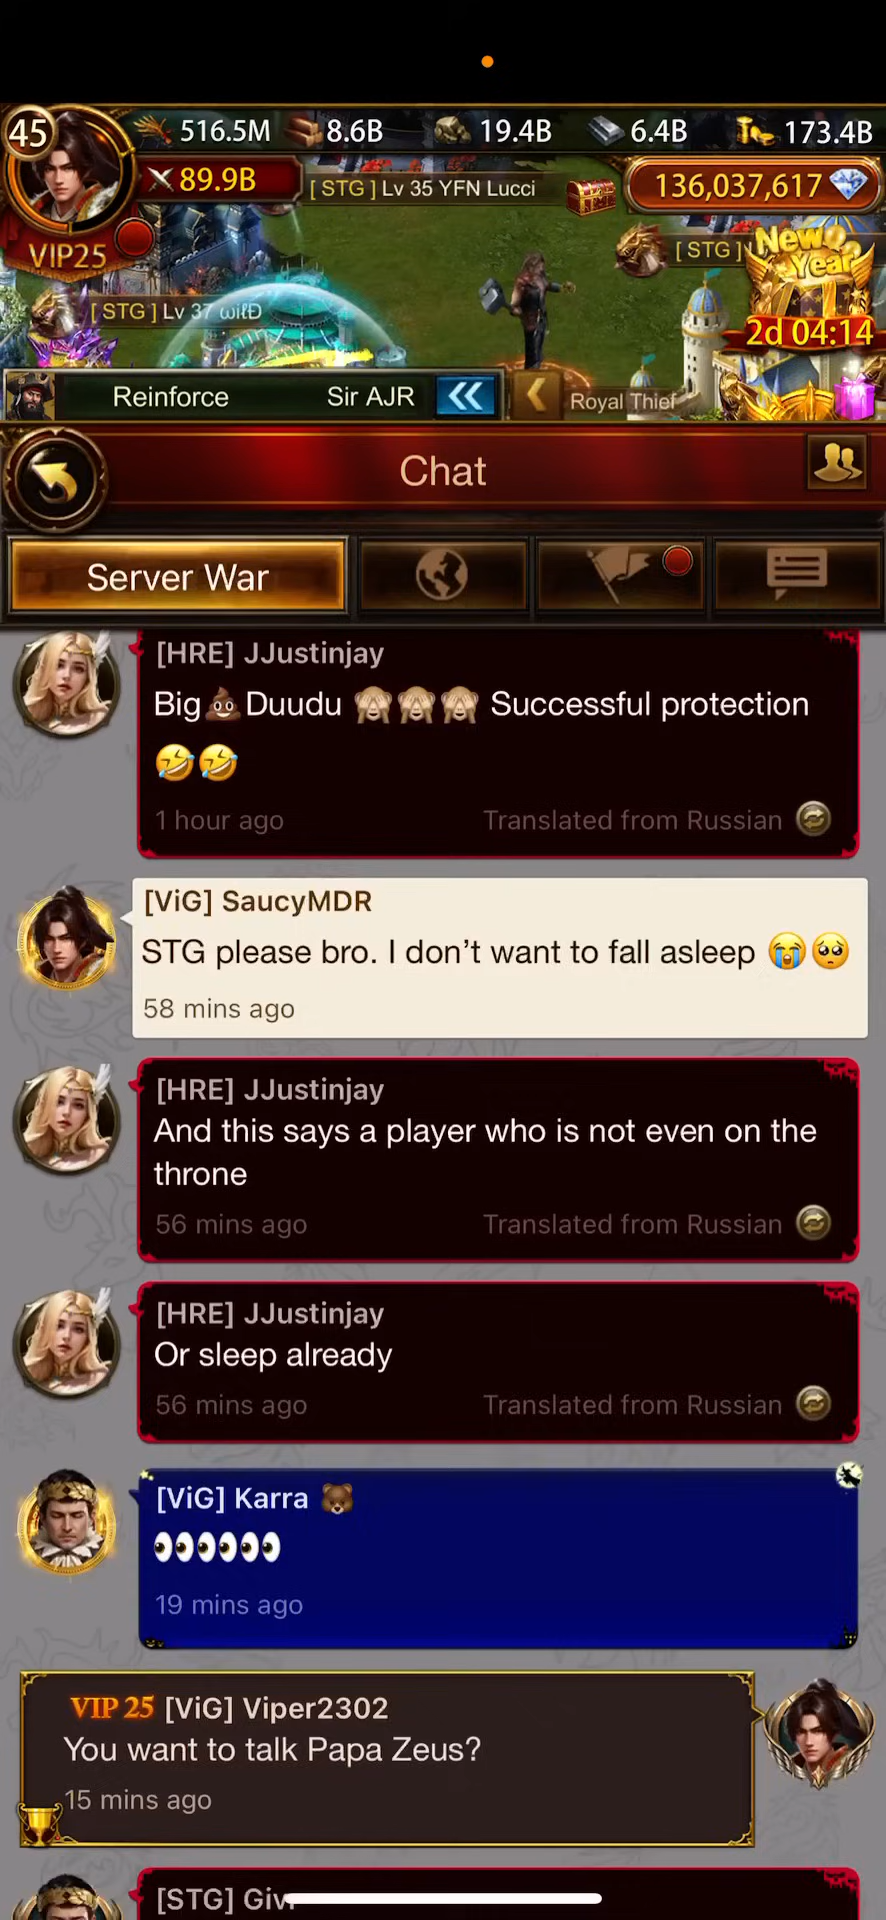 45
516.5M
8.6B
19.4B
6.4B
173.4B
89.9B
[ STG ] Lv 35 YFN Lucci
136,037,617
VIP25
[ STG ]
New
Year
[ STG ] Lv 37 ωiłĐ
2d 04:14
Reinforce Sir AJR
Royal Thief
Chat
Server War
[HRE] JJustinjay
Big💩Duudu 🙈🙈🙈 Successful protection
🤣🤣
1 hour ago Translated from Russian
[ViG] SaucyMDR
STG please bro. I don’t want to fall asleep 😭🥺
58 mins ago
[HRE] JJustinjay
And this says a player who is not even on the
throne
56 mins ago Translated from Russian
[HRE] JJustinjay
Or sleep already
56 mins ago Translated from Russian
[ViG] Karra 🐻
👀👀👀
19 mins ago
VIP 25 [ViG] Viper2302
You want to talk Papa Zeus?
15 mins ago
[STG]